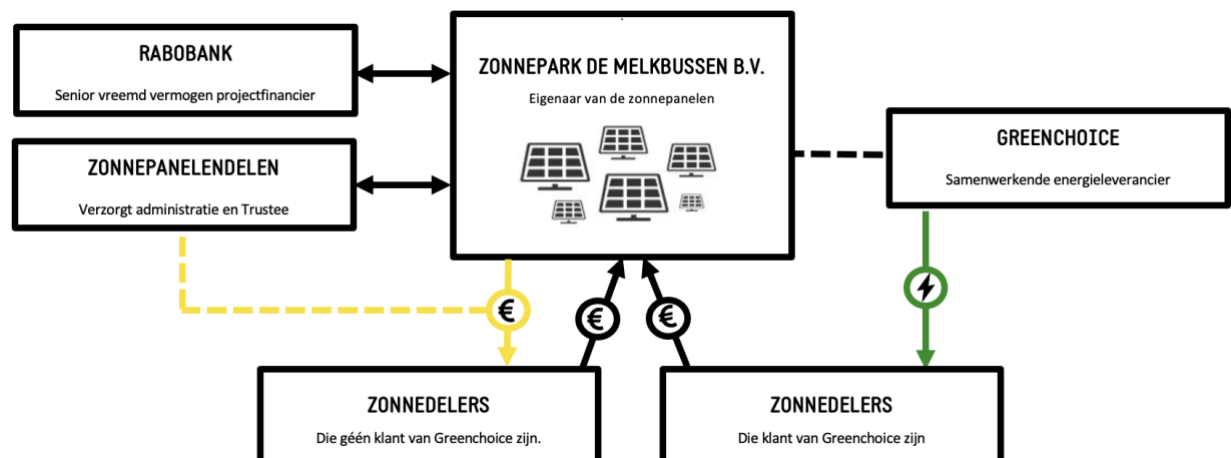 RABOBANK
Senior vreemd vermogen projectfinancier
ZONNEPANELENDELEN
Verzorgt administratie en Trustee
ZONNEPARK DE MELKBUSSEN B.V.
Eigenaar van de zonnepanelen
GREENCHOICE
Samenwerkende energieleverancier
€
€
€
ZONNEDELERS
Die géén klant van Greenchoice zijn.
ZONNEDELERS
Die klant van Greenchoice zijn